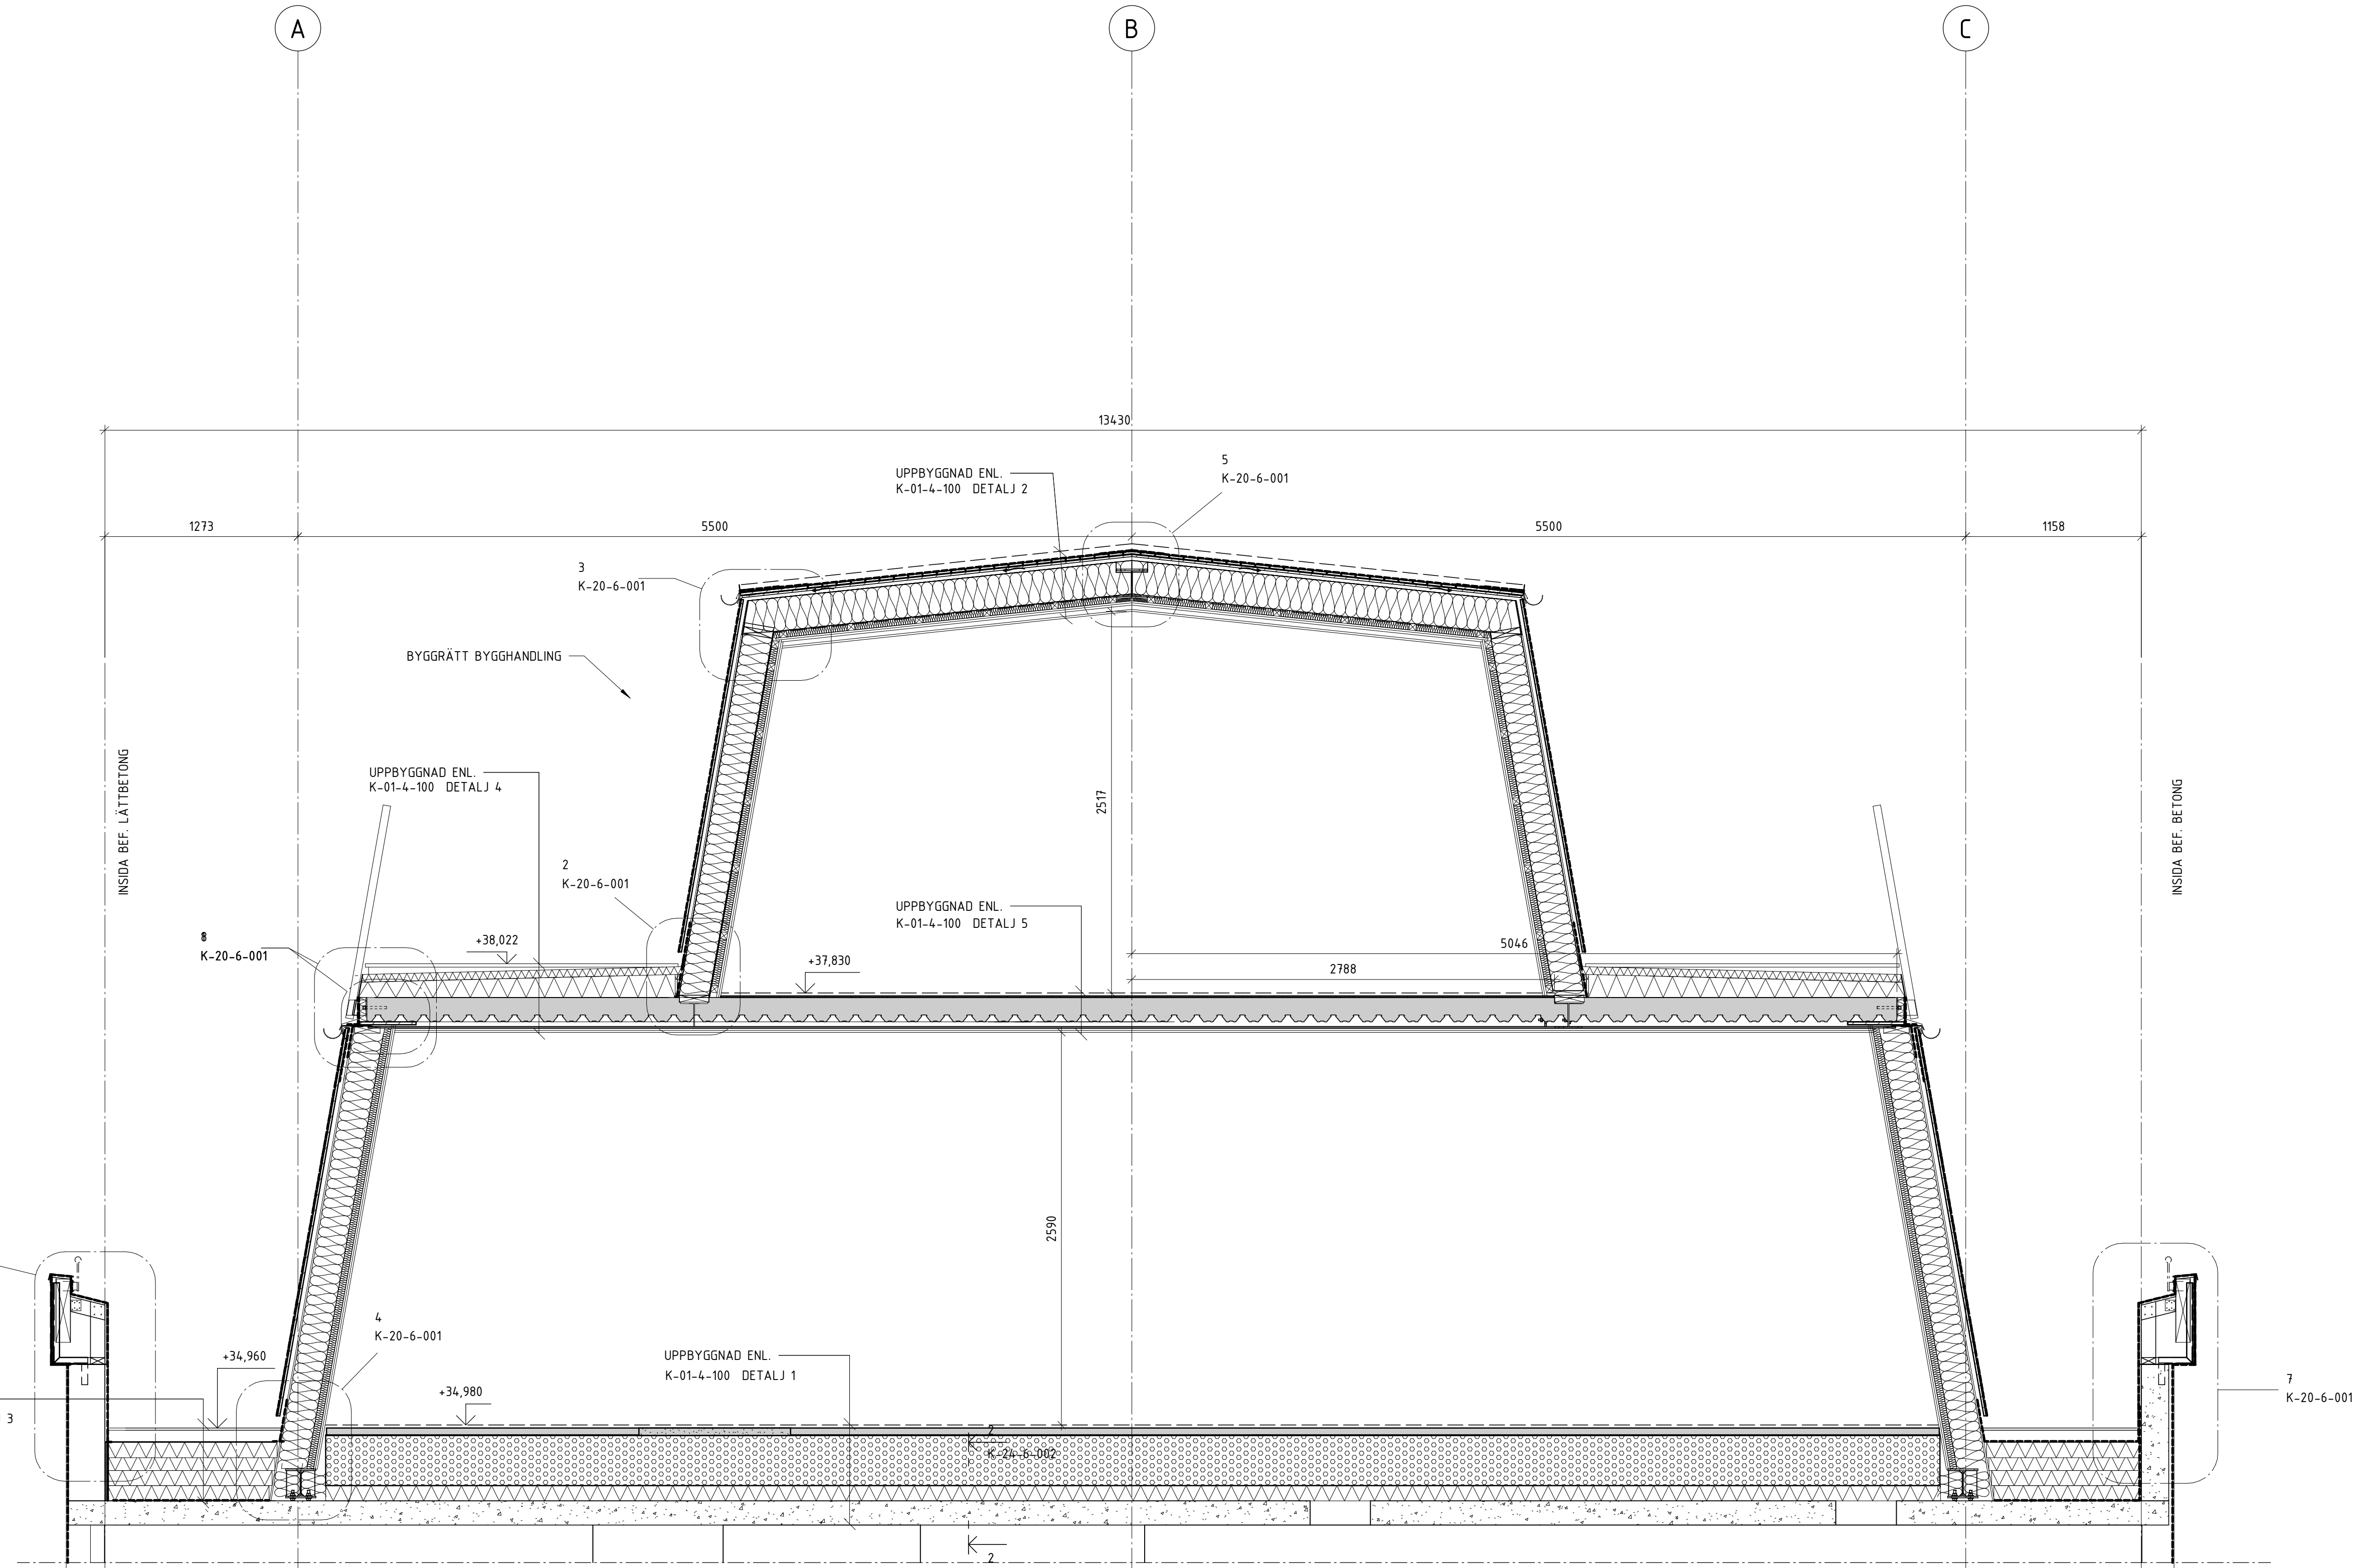 A
B
C
13430
UPPBYGGNAD ENL.
K-01-4-100 DETALJ 2
5
K-20-6-001
1273
5500
5500
1158
3
K-20-6-001
BYGGRÄTT BYGGHANDLING
INSIDA BEF. LÄTTBETONG
INSIDA BEF. BETONG
UPPBYGGNAD ENL.
K-01-4-100 DETALJ 4
2517
2
K-20-6-001
UPPBYGGNAD ENL.
K-01-4-100 DETALJ 5
8
K-20-6-001
+38,022
+37,830
5046
2788
2590
4
K-20-6-001
+34,960
+34,980
UPPBYGGNAD ENL.
K-01-4-100 DETALJ 1
7
K-20-6-001
3
2
K-24-6-002
2